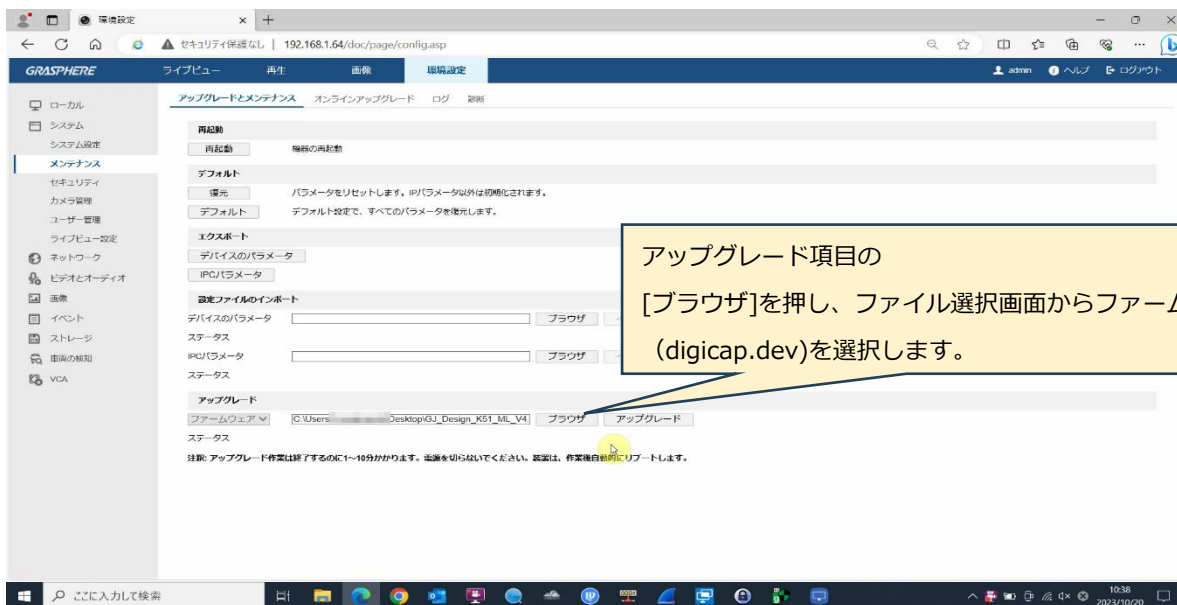 環境設定
セキュリティ保護なし | 192.168.1.64/doc/page/config.asp
GRASPHERE ライブビュー 再生 画像 環境設定 admin ヘルプ ログアウト
アップグレードとメンテナンス オンラインアップグレード ログ 診断
ローカル
システム
システム設定
メンテナンス
セキュリティ
カメラ管理
ユーザー管理
ライブビュー設定
ネットワーク
ビデオとオーディオ
画像
イベント
ストレージ
車両の検知
VCA
再起動
再起動 機器の再起動
デフォルト
復元 パラメータをリセットします。IPパラメータ以外は初期化されます。
デフォルト デフォルト設定で、すべてのパラメータを復元します。
エクスポート
デバイスのパラメータ
IPCパラメータ
設定ファイルのインポート
デバイスのパラメータ ブラウザ
ステータス
IPCパラメータ ブラウザ
ステータス
アップグレード
ファームウェア C:\Users Desktop\GJ_Design_K51_ML_V4. ブラウザ アップグレード
ステータス
注釈: アップグレード作業は終了するのに1~10分かかります。電源を切らないでください。装置は、作業後自動的にリブートします。
アップグレード項目の
[ブラウザ]を押し、ファイル選択画面からファーム
（digicap.dev)を選択します。
ここに入力して検索
10:38
2023/10/20